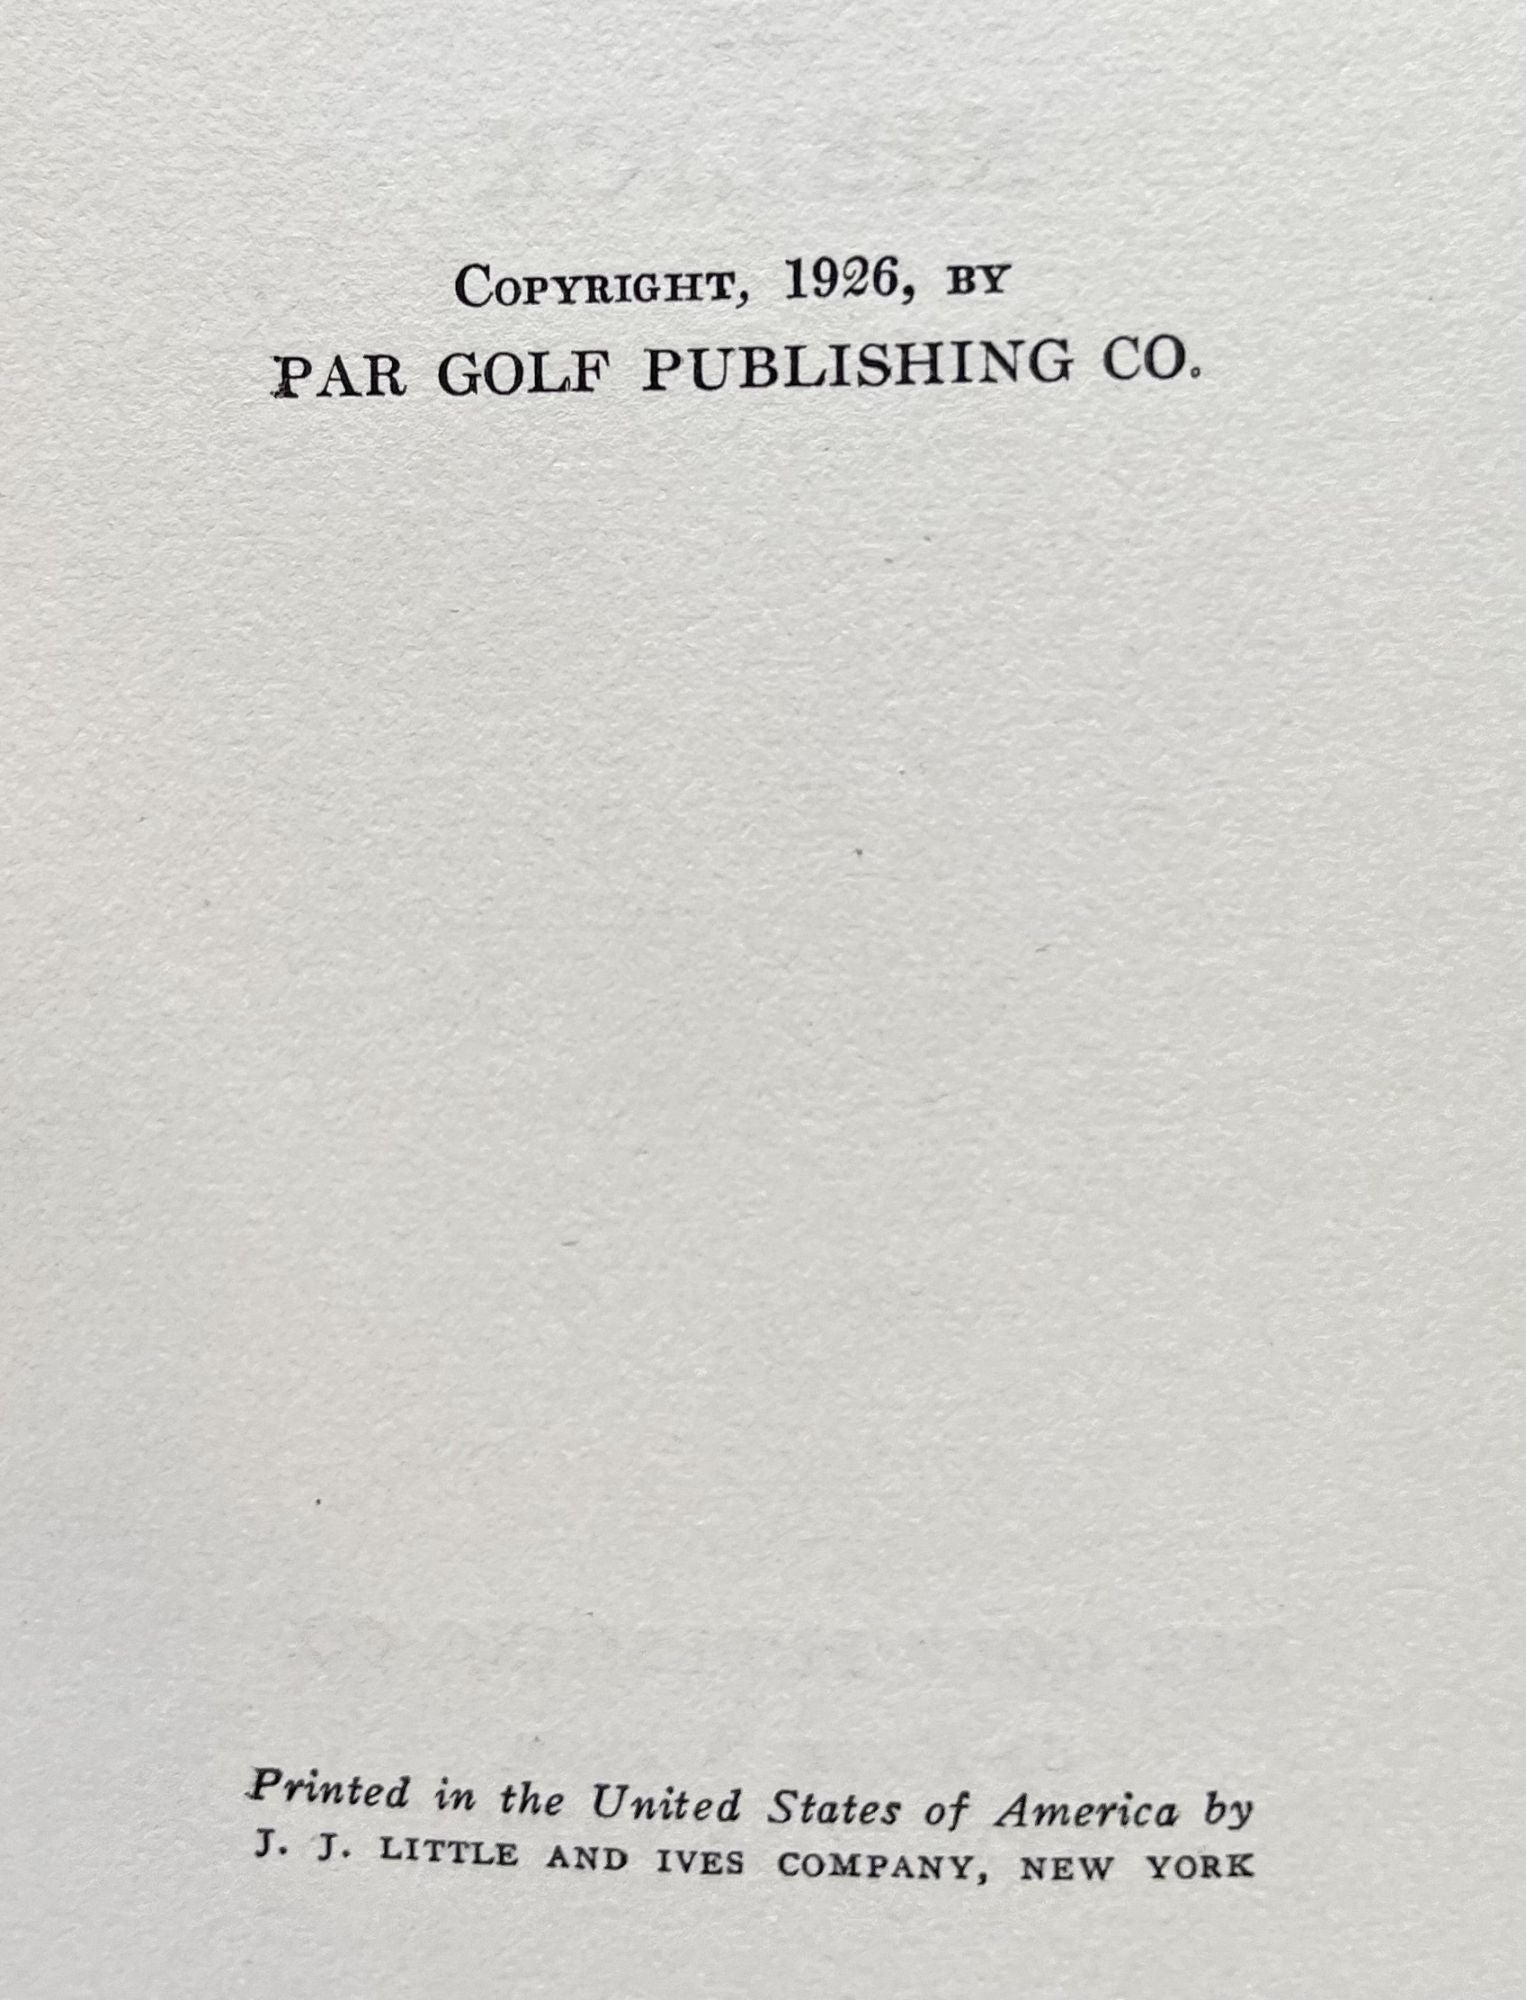 Copyright, 1926, by
PAR GOLF PUBLISHING CO.
Printed in the United States of America by
J. J. LITTLE AND IVES COMPANY, NEW YORK